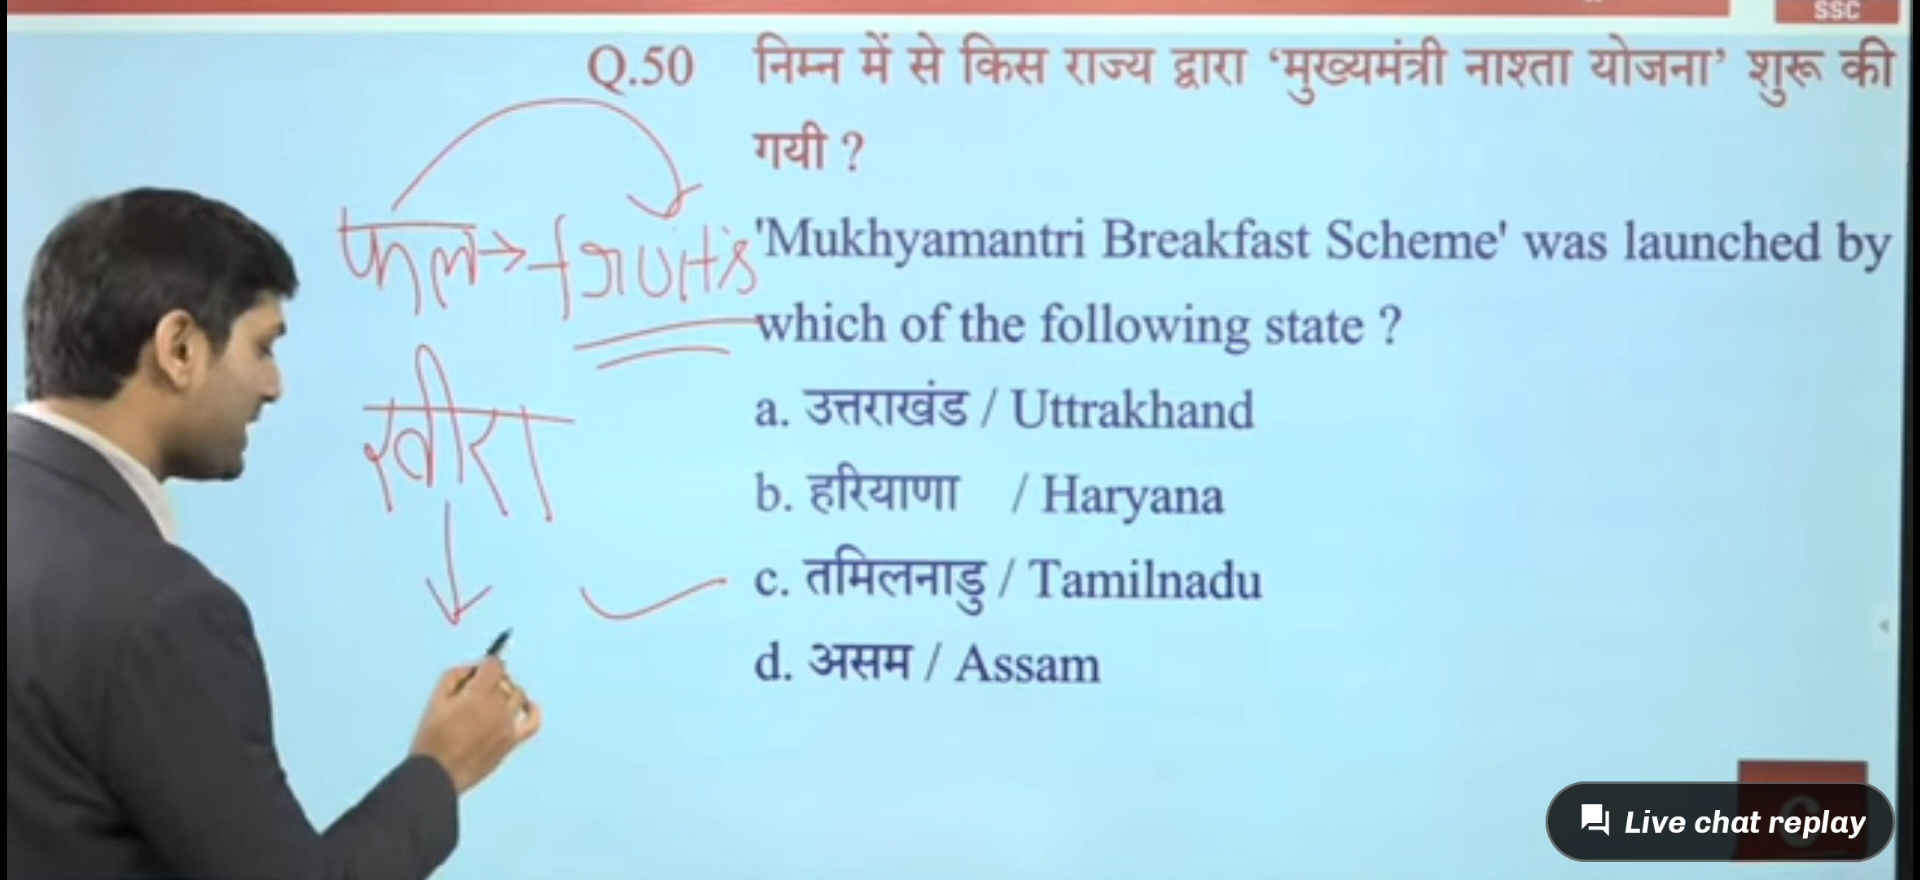 SSC
Q.50 निम्न में से किस राज्य द्वारा ‘मुख्यमंत्री नाश्ता योजना’ शुरू की
गयी ?
फल→fruits
'Mukhyamantri Breakfast Scheme' was launched by
which of the following state ?
खीरा
a. उत्तराखंड / Uttrakhand
b. हरियाणा / Haryana
c. तमिलनाडु / Tamilnadu
d. असम / Assam
Live chat replay